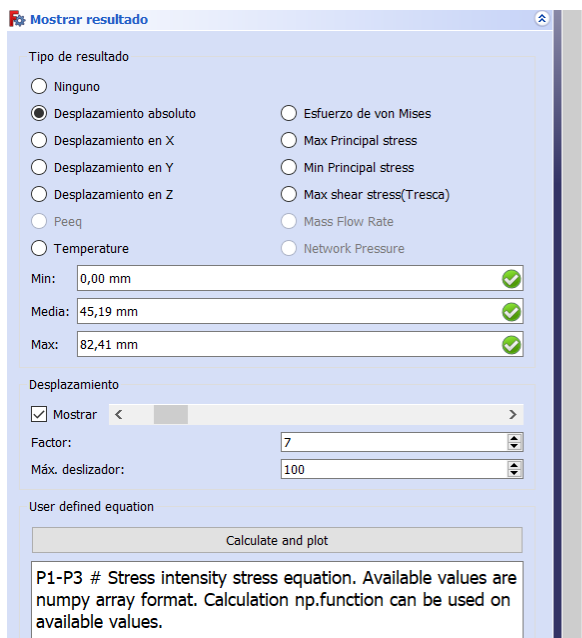 Mostrar resultado
Tipo de resultado
Ninguno
Desplazamiento absoluto
Esfuerzo de von Mises
Desplazamiento en X
Max Principal stress
Desplazamiento en Y
Min Principal stress
Desplazamiento en Z
Max shear stress(Tresca)
Peeq
Mass Flow Rate
Temperature
Network Pressure
Min: 0,00 mm
Media: 45,19 mm
Max: 82,41 mm
Desplazamiento
Mostrar
Factor: 7
Máx. deslizador: 100
User defined equation
Calculate and plot
P1-P3 # Stress intensity stress equation. Available values are
numpy array format. Calculation np.function can be used on
available values.